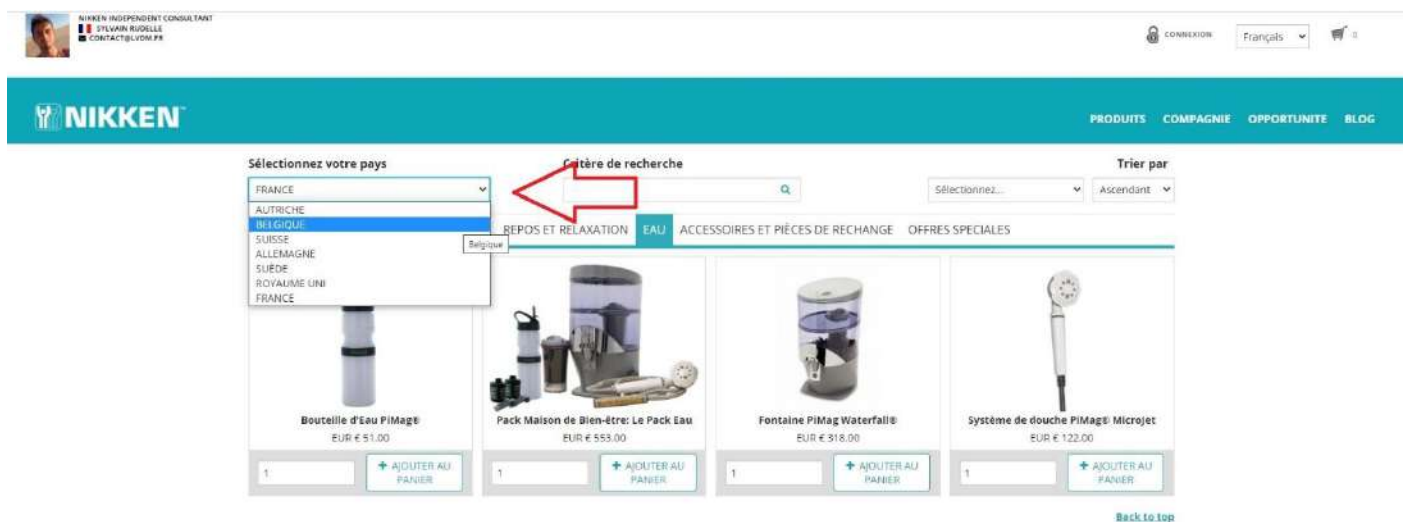 NIKKEN INDEPENDENT CONSULTANT
SYLVAIN RUDELLE
CONTACT@LVDM.FR
CONNEXION
Français
0
NIKKEN™
PRODUITS COMPAGNIE OPPORTUNITE BLOG
Sélectionnez votre pays
Critère de recherche
Trier par
FRANCE
Sélectionnez...
Ascendant
AUTRICHE
BELGIQUE
SUISSE
ALLEMAGNE
SUÈDE
ROYAUME UNI
FRANCE
Belgique
REPOS ET RELAXATION EAU ACCESSOIRES ET PIÈCES DE RECHANGE OFFRES SPECIALES
Bouteille d'Eau PiMag®
EUR € 51.00
1
+ AJOUTER AU
PANIER
Pack Maison de Bien-être: Le Pack Eau
EUR € 553.00
1
+ AJOUTER AU
PANIER
Fontaine PiMag Waterfall®
EUR € 318.00
1
+ AJOUTER AU
PANIER
Système de douche PiMag® Microjet
EUR € 122.00
1
+ AJOUTER AU
PANIER
Back to top